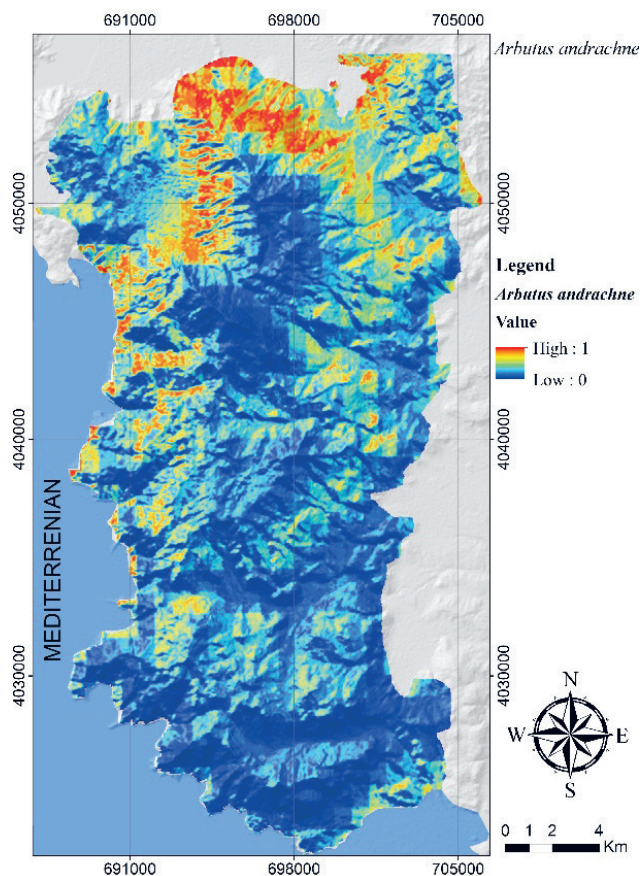 691000 698000 705000
Arbutus andrachne
4050000 4050000
Legend
Arbutus andrachne
Value
High : 1
Low : 0
4040000 4040000
MEDITERRENIAN
4030000 4030000
N
W E
S
0 1 2 4
Km
691000 698000 705000